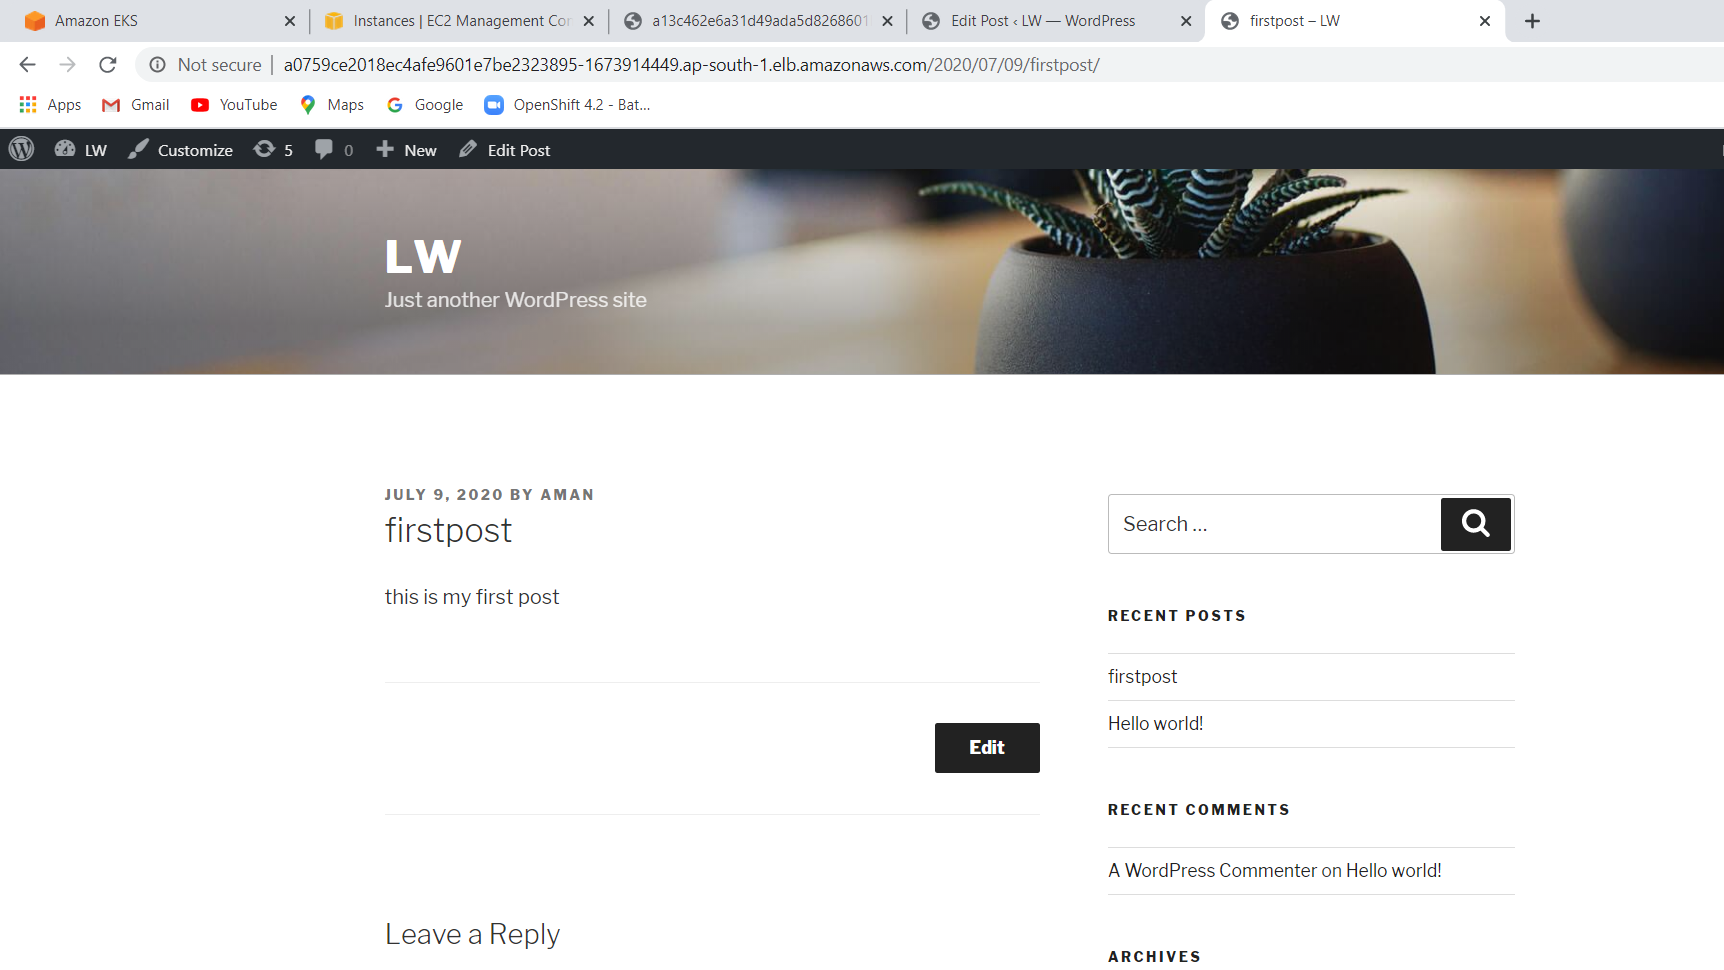 Amazon EKS
Instances | EC2 Management Con
a13c462e6a31d49ada5d8268601
Edit Post ‹ LW — WordPress
firstpost – LW
Not secure | a0759ce2018ec4afe9601e7be2323895-1673914449.ap-south-1.elb.amazonaws.com/2020/07/09/firstpost/
Apps Gmail YouTube Maps Google OpenShift 4.2 - Bat...
LW Customize 5 0 New Edit Post
LW
Just another WordPress site
JULY 9, 2020 BY AMAN
firstpost
this is my first post
Edit
Leave a Reply
Search ...
RECENT POSTS
firstpost
Hello world!
RECENT COMMENTS
A WordPress Commenter on Hello world!
ARCHIVES